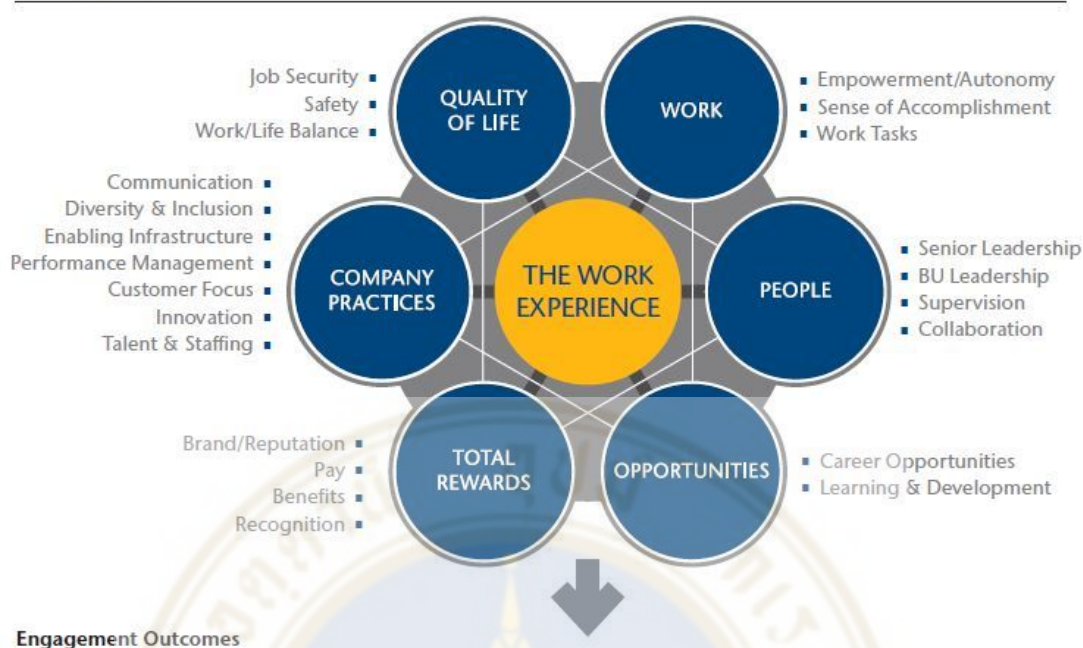 Job Security
Safety
Work/Life Balance
QUALITY
OF LIFE
WORK
Empowerment/Autonomy
Sense of Accomplishment
Work Tasks
Communication
Diversity & Inclusion
Enabling Infrastructure
Performance Management
Customer Focus
Innovation
Talent & Staffing
COMPANY
PRACTICES
THE WORK
EXPERIENCE
PEOPLE
Senior Leadership
BU Leadership
Supervision
Collaboration
Brand/Reputation
Pay
Benefits
Recognition
TOTAL
REWARDS
OPPORTUNITIES
Career Opportunities
Learning & Development
Engagement Outcomes